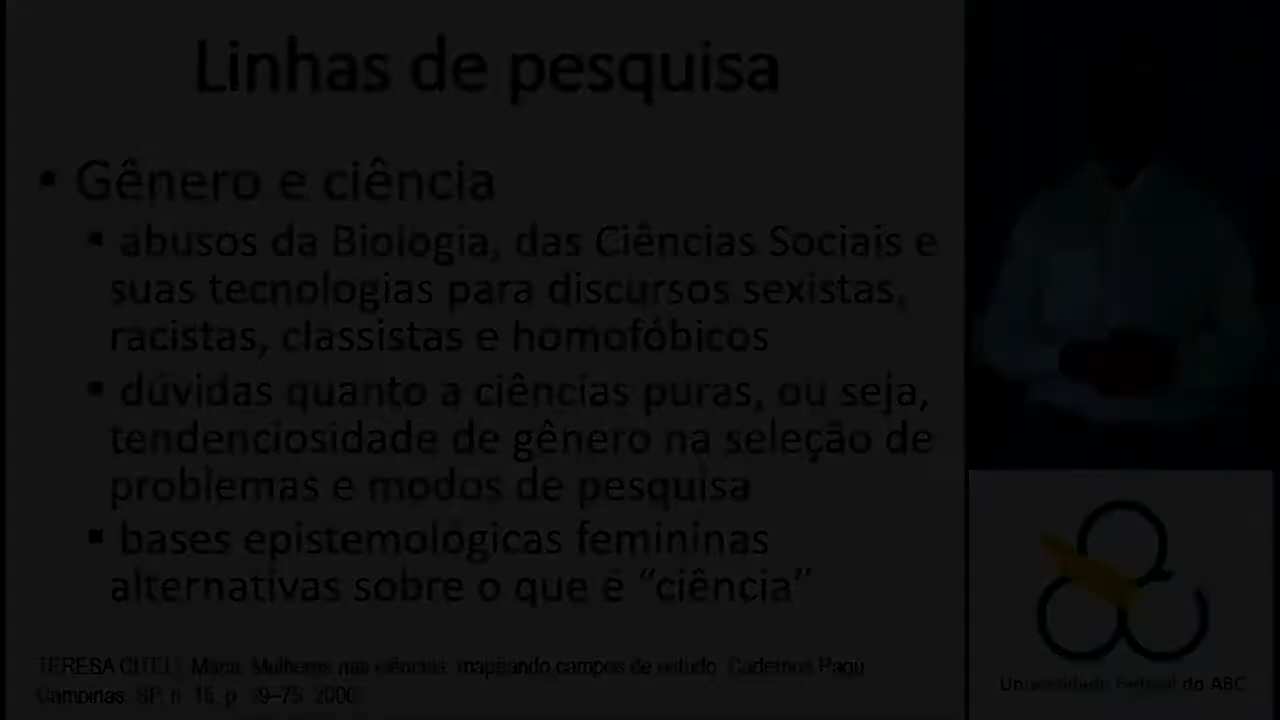 Linhas de pesquisa
• Gênero e ciência
▪ abusos da Biologia, das Ciências Sociais e
suas tecnologias para discursos sexistas,
racistas, classistas e homofóbicos
▪ dúvidas quanto a ciências puras, ou seja,
tendenciosidade de gênero na seleção de
problemas e modos de pesquisa
▪ bases epistemológicas femininas
alternativas sobre o que é “ciência”
TERESA CITELI, Maria. Mulheres nas ciências: mapeando campos de estudo. Cadernos Pagu
Campinas, SP, n. 15, p. 39–75, 2000.
Universidade Federal do ABC